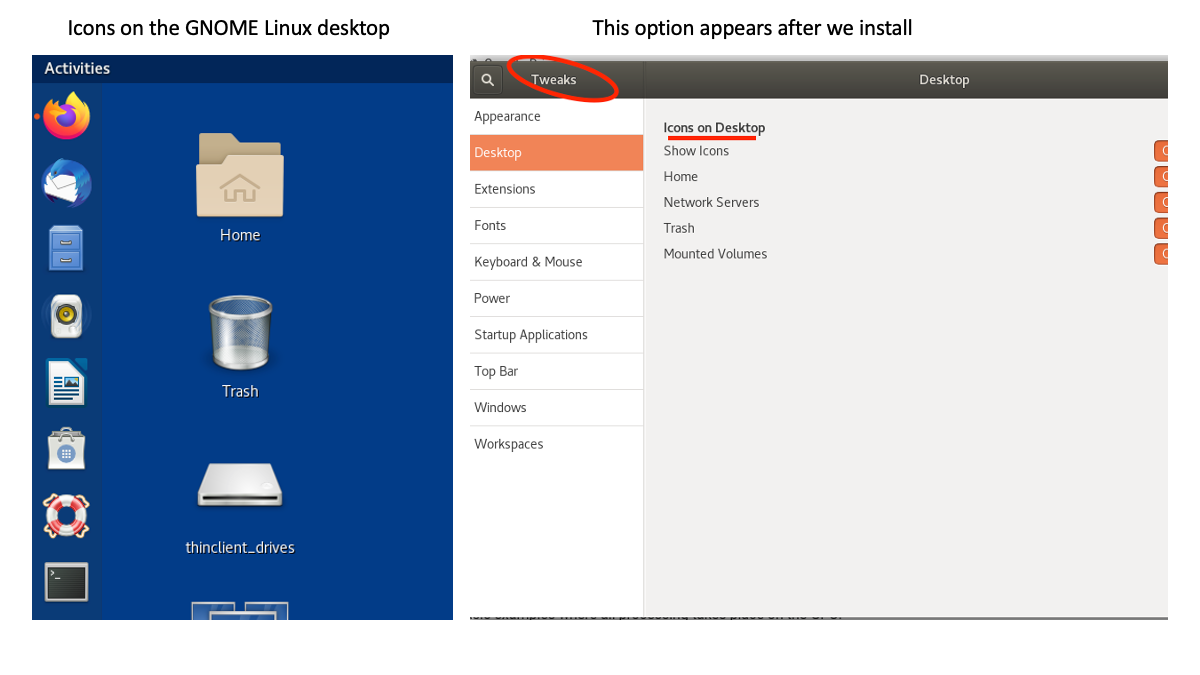 Icons on the GNOME Linux desktop
This option appears after we install
Activities
Home
Trash
thinclient_drives
Tweaks
Desktop
Appearance
Desktop
Extensions
Fonts
Keyboard & Mouse
Power
Startup Applications
Top Bar
Windows
Workspaces
Icons on Desktop
Show Icons
Home
Network Servers
Trash
Mounted Volumes